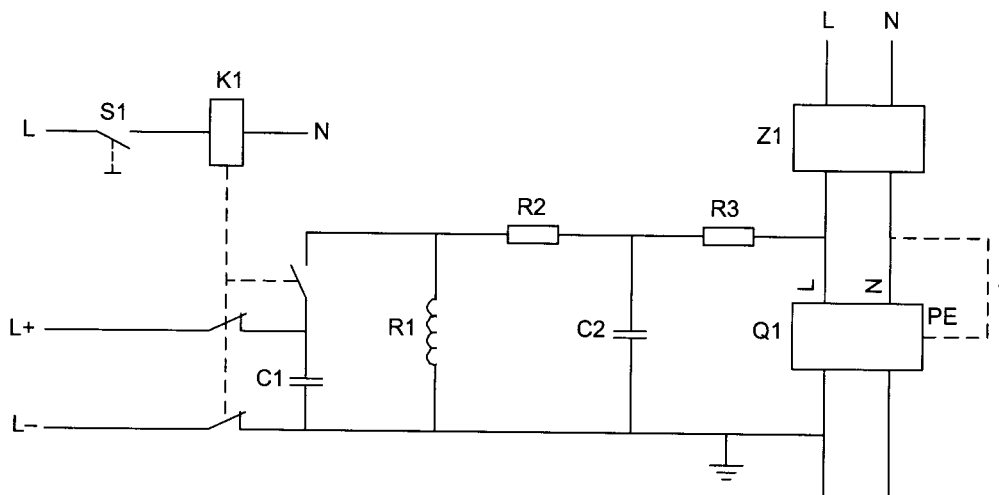 L N
K1
S1
L N
Z1
R2 R3
L N
L+ R1 C2 Q1 PE
C1
L–